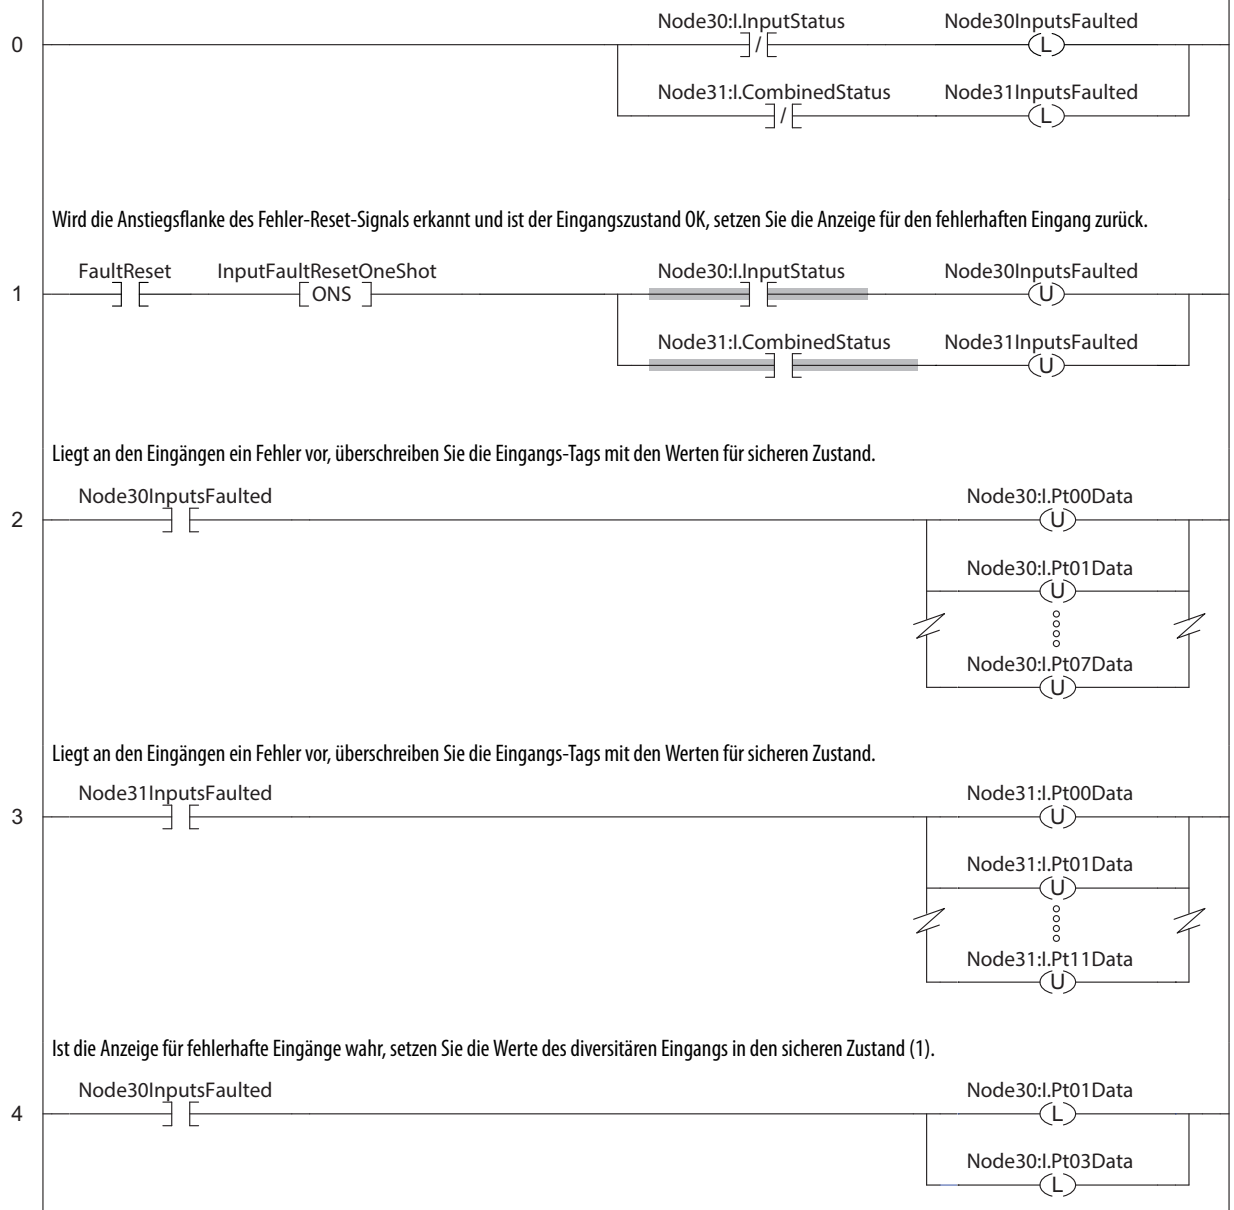 Node30:I.InputStatus Node30InputsFaulted
0 / L
Node31:I.CombinedStatus Node31InputsFaulted
/ L
Wird die Anstiegsflanke des Fehler-Reset-Signals erkannt und ist der Eingangszustand OK, setzen Sie die Anzeige für den fehlerhaften Eingang zurück.
FaultReset InputFaultResetOneShot Node30:I.InputStatus Node30InputsFaulted
1 ONS U
Node31:I.CombinedStatus Node31InputsFaulted
U
Liegt an den Eingängen ein Fehler vor, überschreiben Sie die Eingangs-Tags mit den Werten für sicheren Zustand.
Node30InputsFaulted Node30:I.Pt00Data
2 U
Node30:I.Pt01Data
U
Node30:I.Pt07Data
U
Liegt an den Eingängen ein Fehler vor, überschreiben Sie die Eingangs-Tags mit den Werten für sicheren Zustand.
Node31InputsFaulted Node31:I.Pt00Data
3 U
Node31:I.Pt01Data
U
Node31:I.Pt11Data
U
Ist die Anzeige für fehlerhafte Eingänge wahr, setzen Sie die Werte des diversitären Eingangs in den sicheren Zustand (1).
Node30InputsFaulted Node30:I.Pt01Data
4 L
Node30:I.Pt03Data
L